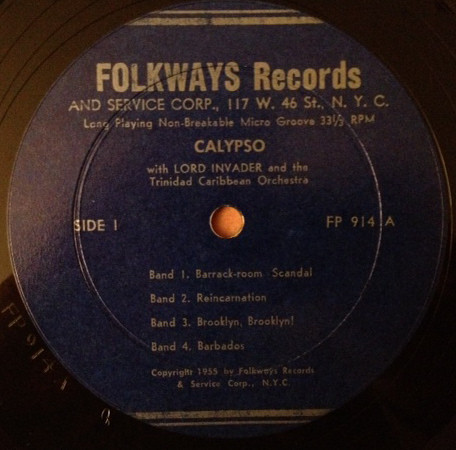 FOLKWAYS Records
AND SERVICE CORP., 117 W. 46 St., N. Y. C.
Long Playing Non-Breakable Micro Groove 33⅓ RPM
CALYPSO
with LORD INVADER and the
Trinidad Caribbean Orchestra
SIDE I
FP 914 A
Band 1. Barrack-room Scandal
Band 2. Reincarnation
Band 3. Brooklyn, Brooklyn!
Band 4. Barbados
Copyright 1955 by Folkways Records
& Service Corp., N.Y.C.
FP 914 A